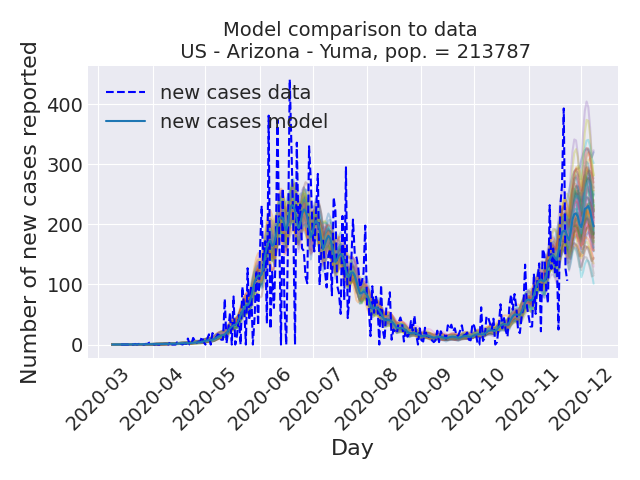 Model comparison to data
US - Arizona - Yuma, pop. = 213787
Number of new cases reported
400
300
200
100
0
new cases data
new cases model
2020-03
2020-04
2020-05
2020-06
2020-07
2020-08
2020-09
2020-10
2020-11
2020-12
Day